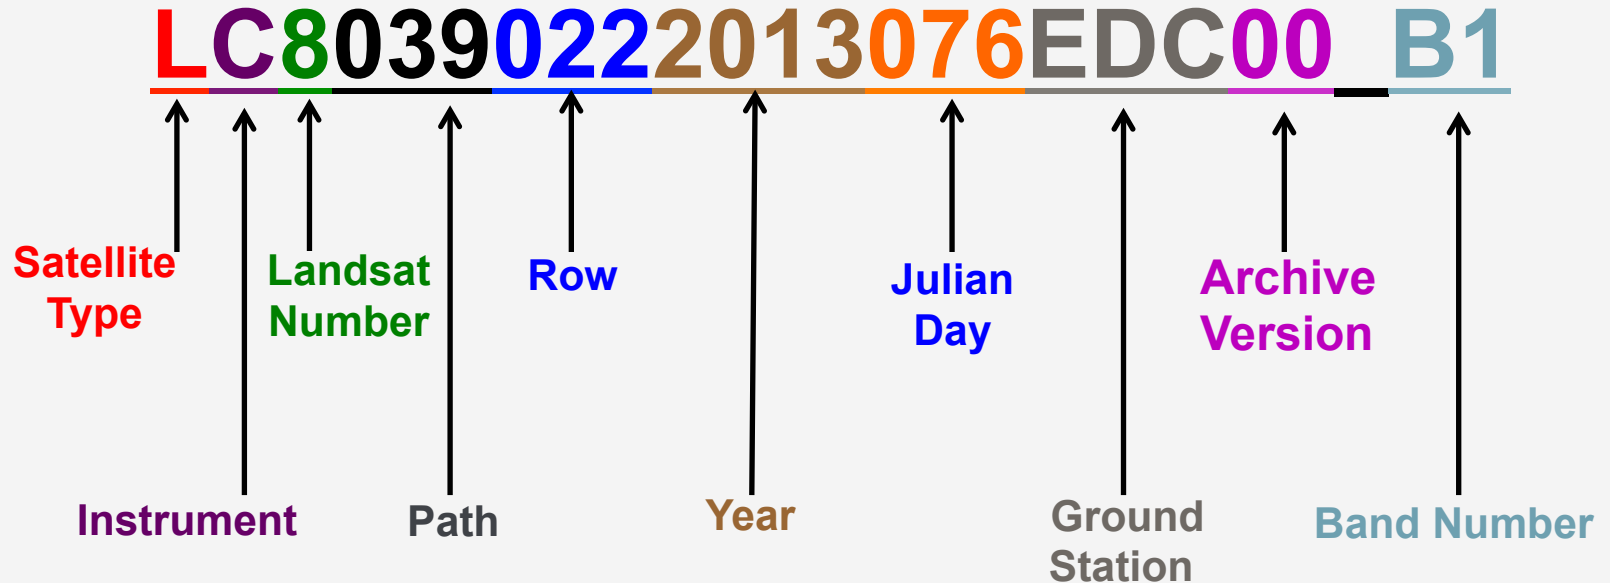 LC80390222013076EDC00_B1
Satellite
Type
Landsat
Number
Row
Julian
Day
Archive
Version
Instrument
Path
Year
Ground
Station
Band Number